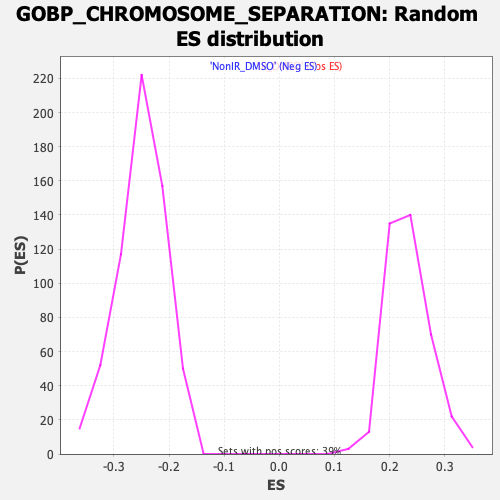 GOBP_CHROMOSOME_SEPARATION: Random
ES distribution
'NonIR_DMSO' (Neg ES)os ES)
220
200
180
160
140
120
100
80
60
40
20
0
P(ES)
Sets with pos scores: 39%
-0.3 -0.2 -0.1 0.0 0.1 0.2 0.3
ES